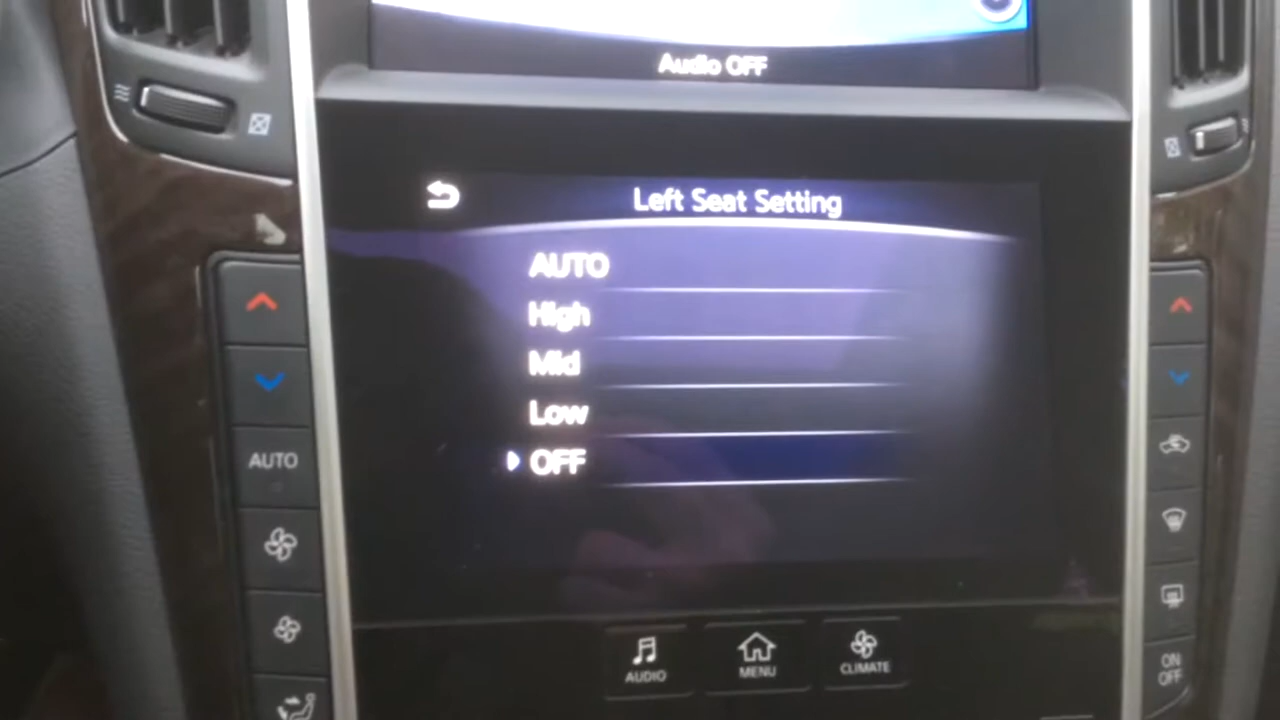 Audio OFF
Left Seat Setting
AUTO
High
Mid
Low
OFF
AUTO
AUDIO
MENU
CLIMATE
ON
OFF